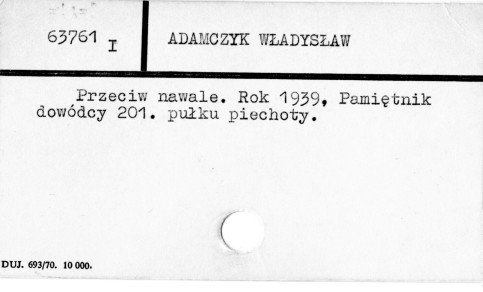 63761 I
ADAMCZYK WŁADYSŁAW
Przeciw nawale. Rok 1939, Pamiętnik
dowódcy 201. pułku piechoty.
DUJ. 693/70. 10 000.